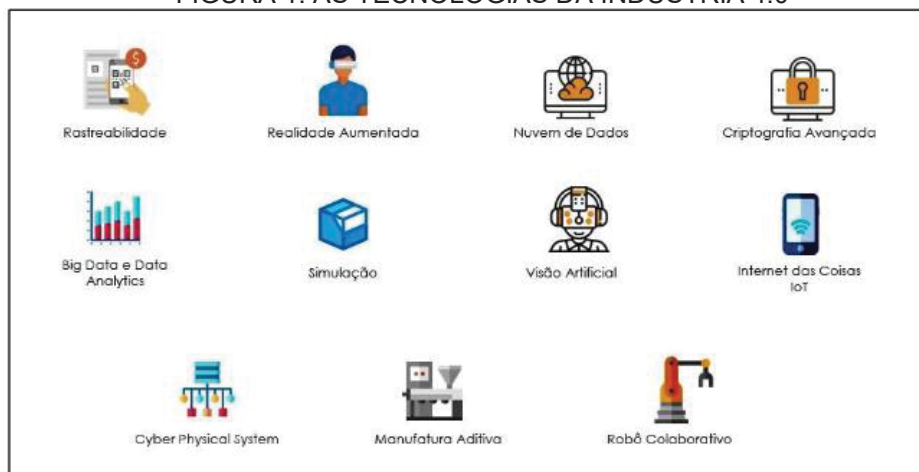 FIGURA 1: AS TECNOLOGIAS DA INDÚSTRIA 4.0
Rastreabilidade
Realidade Aumentada
Nuvem de Dados
Criptografia Avançada
Big Data e Data
Analytics
Simulação
Visão Artificial
Internet das Coisas
IoT
Cyber Physical System
Manufatura Aditiva
Robô Colaborativo